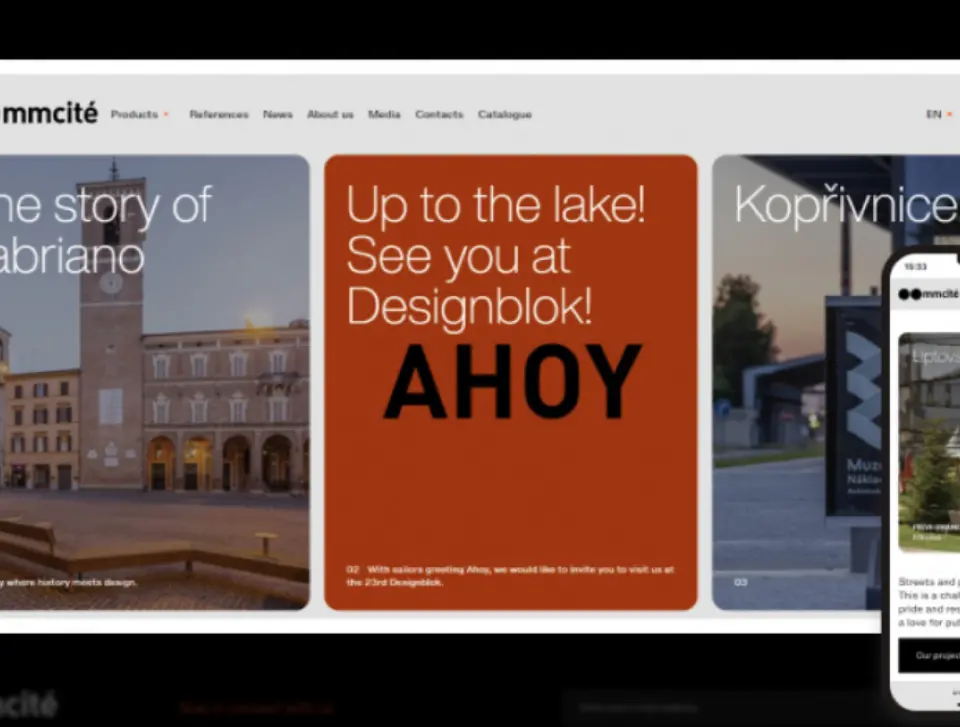 mmcité
Products References News About us Media Contacts Catalogue
EN
he story of
abriano
y where history meets design.
Up to the lake!
See you at
Designblok!
AHOY
02 With sailors greeting Ahoy, we would like to invite you to visit us at
the 23rd Designblok.
Kopřivnice
Muz
Nákla
03
15:33
mmcité
Liptovs
Streets and p
This is a chal
pride and res
a love for pub
Our project
cité